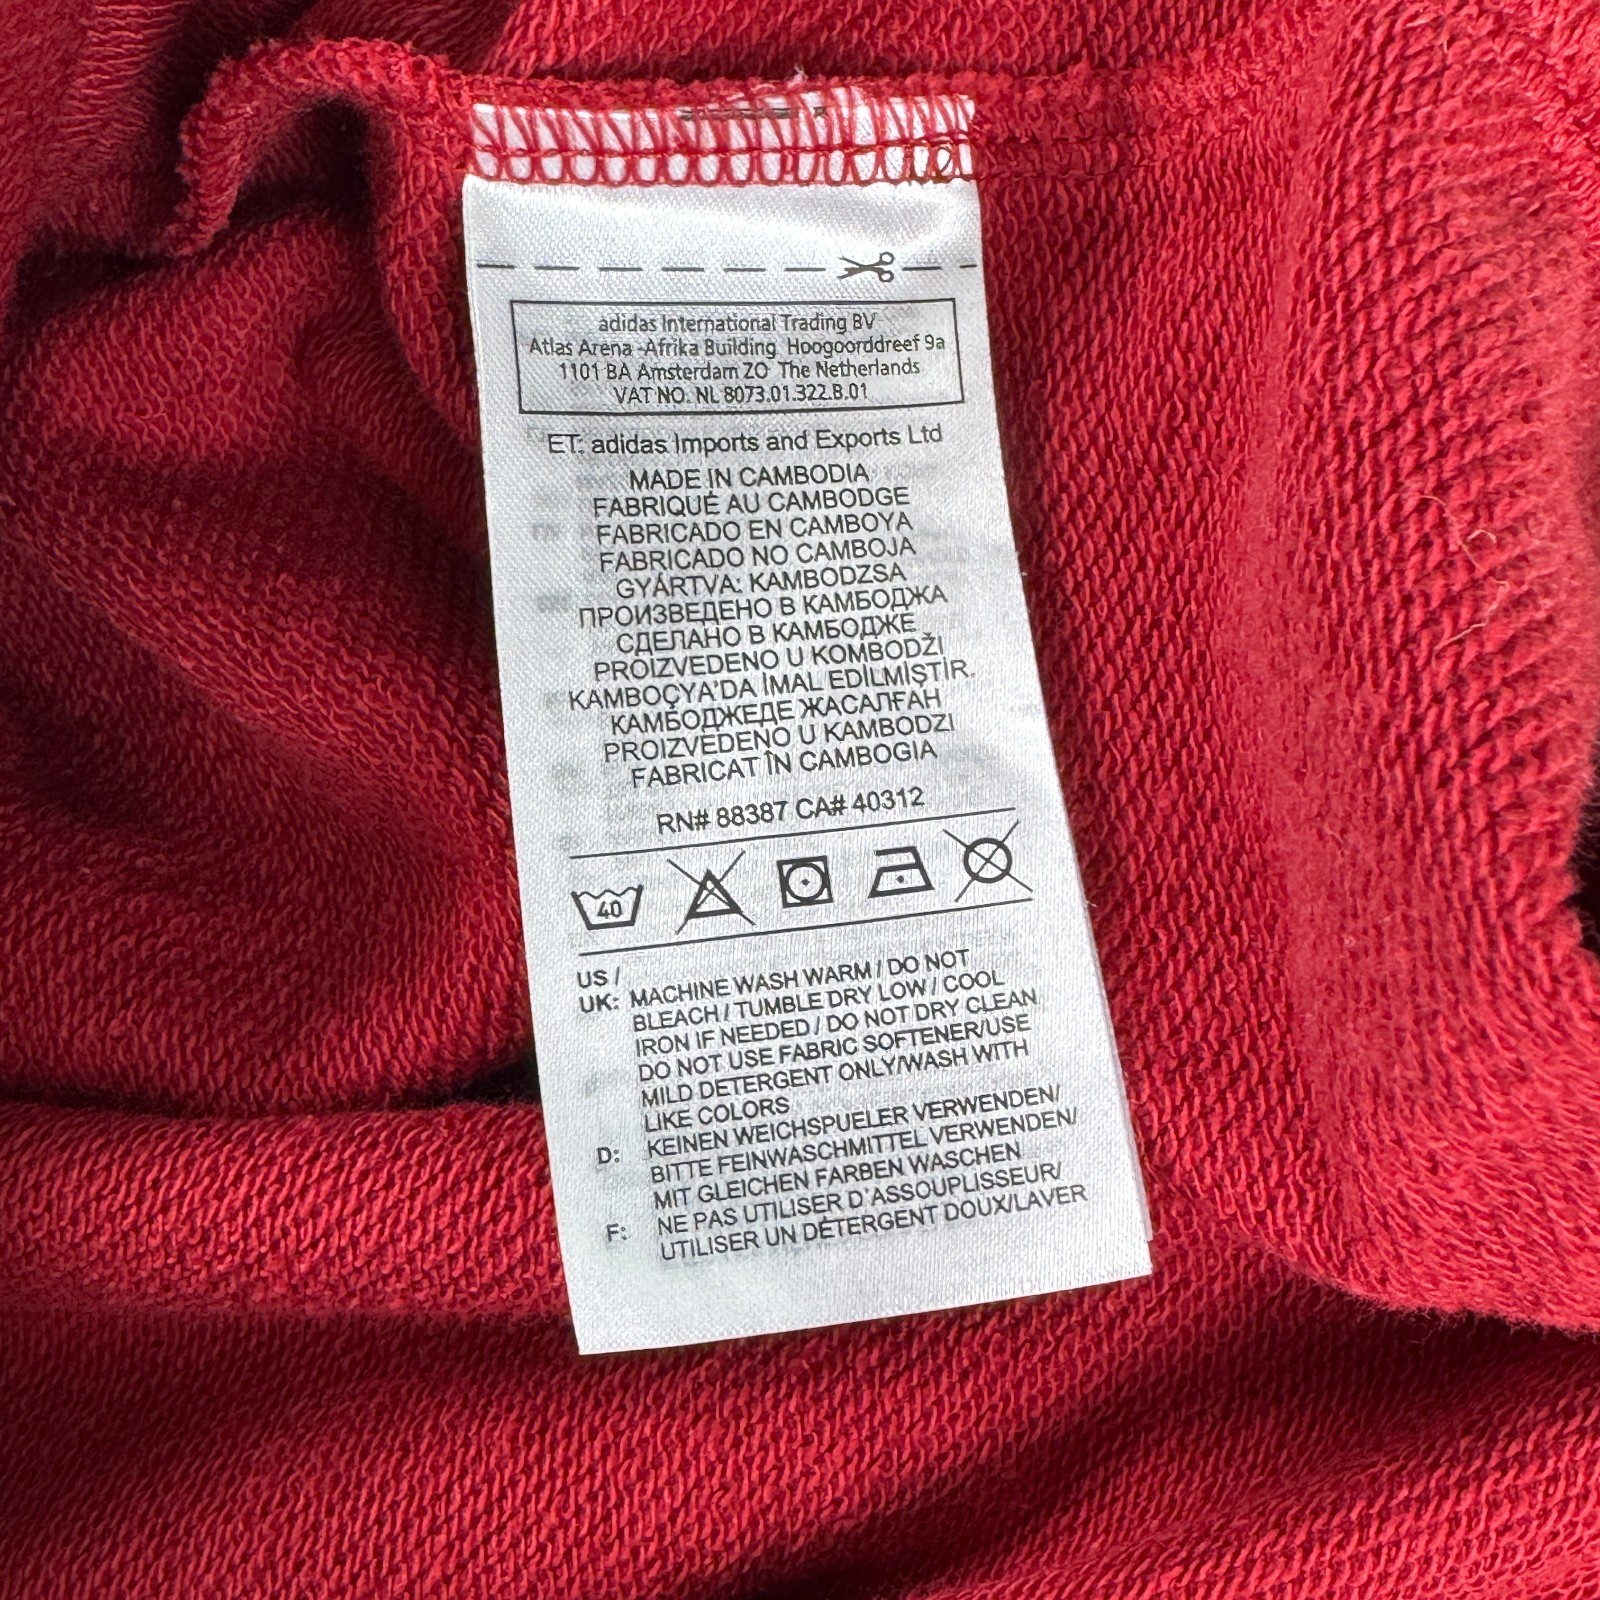 adidas International Trading BV
Atlas Arena -Afrika Building Hoogoorddreef 9a
1101 BA Amsterdam ZO The Netherlands
VAT NO. NL 8073.01.322.B.01
ET: adidas Imports and Exports Ltd
MADE IN CAMBODIA
FABRIQUÉ AU CAMBODGE
FABRICADO EN CAMBOYA
FABRICADO NO CAMBOJA
GYÁRTVA: KAMBODZSA
ПРОИЗВЕДЕНО В КАМБОДЖА
СДЕЛАНО В КАМБОДЖЕ
PROIZVEDENO U KOMBODŽI
KAMBOÇYA'DA İMAL EDİLMİŞTİR.
КАМБОДЖЕДЕ ЖАСАЛҒАН
PROIZVEDENO U KAMBODZI
FABRICAT ÎN CAMBOGIA
RN# 88387 CA# 40312
40
US /
UK: MACHINE WASH WARM / DO NOT
BLEACH / TUMBLE DRY LOW / COOL
IRON IF NEEDED / DO NOT DRY CLEAN
DO NOT USE FABRIC SOFTENER/USE
MILD DETERGENT ONLY/WASH WITH
LIKE COLORS
D: KEINEN WEICHSPUELER VERWENDEN/
BITTE FEINWASCHMITTEL VERWENDEN/
MIT GLEICHEN FARBEN WASCHEN
F: NE PAS UTILISER D'ASSOUPLISSEUR/
UTILISER UN DÉTERGENT DOUX/LAVER